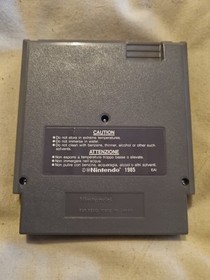 CAUTION
●Do not store in extreme temperatures.
●Do not immerse in water.
●Do not clean with benzene, thinner, alcohol or other such
solvents.
ATTENZIONE
●Non esporre a temperature troppo basse o elevate.
●Non immergere nell'acqua.
●Non pulire con benzene, acquaragia, alcool o altri solventi.
©®Nintendo 1985